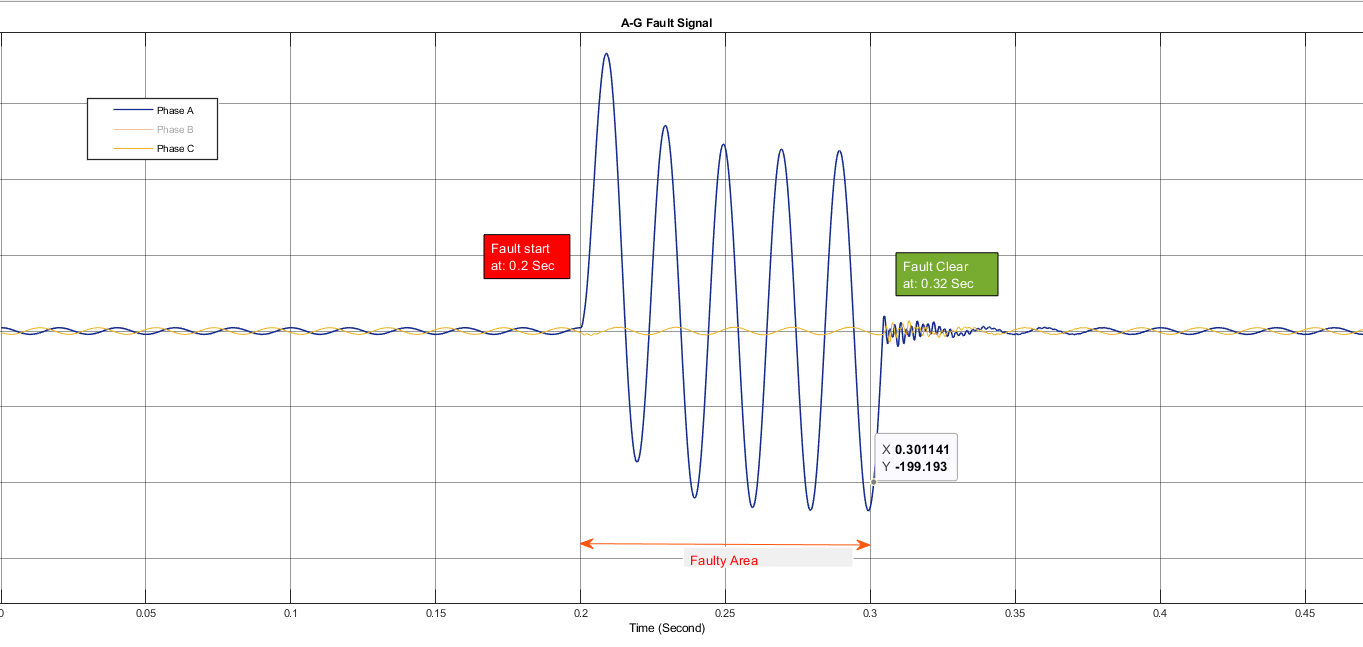 A-G Fault Signal
Phase A
Phase B
Phase C
Fault start
at: 0.2 Sec
Fault Clear
at: 0.32 Sec
X 0.301141
Y -199.193
Faulty Area
0 0.05 0.1 0.15 0.2 0.25 0.3 0.35 0.4 0.45
Time (Second)